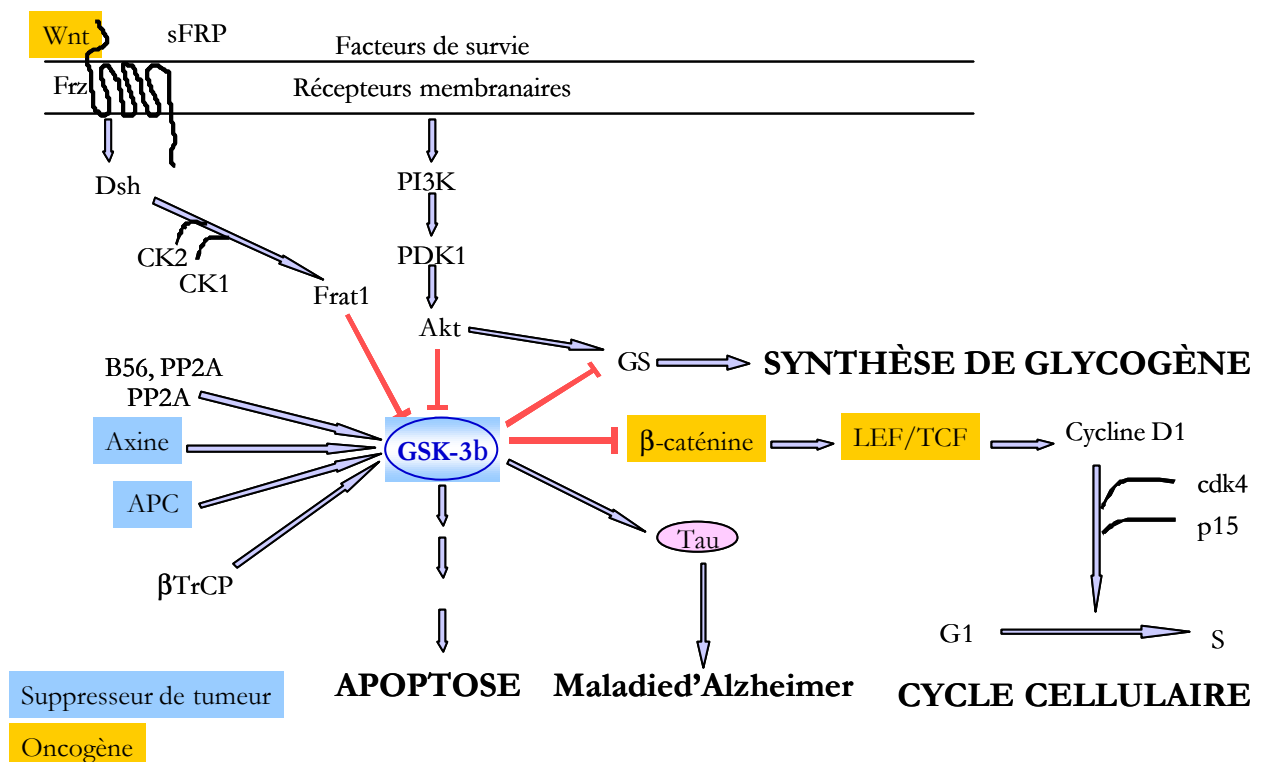 Wnt
sFRP
Facteurs de survie
Frz
Récepteurs membranaires
Dsh
PI3K
CK2
CK1
PDK1
Frat1
Akt
GS
SYNTHÈSE DE GLYCOGÈNE
B56, PP2A
PP2A
Axine
GSK-3b
β-caténine
LEF/TCF
Cycline D1
APC
cdk4
p15
Tau
βTrCP
G1
S
APOPTOSE
Maladied'Alzheimer
CYCLE CELLULAIRE
Suppresseur de tumeur
Oncogène